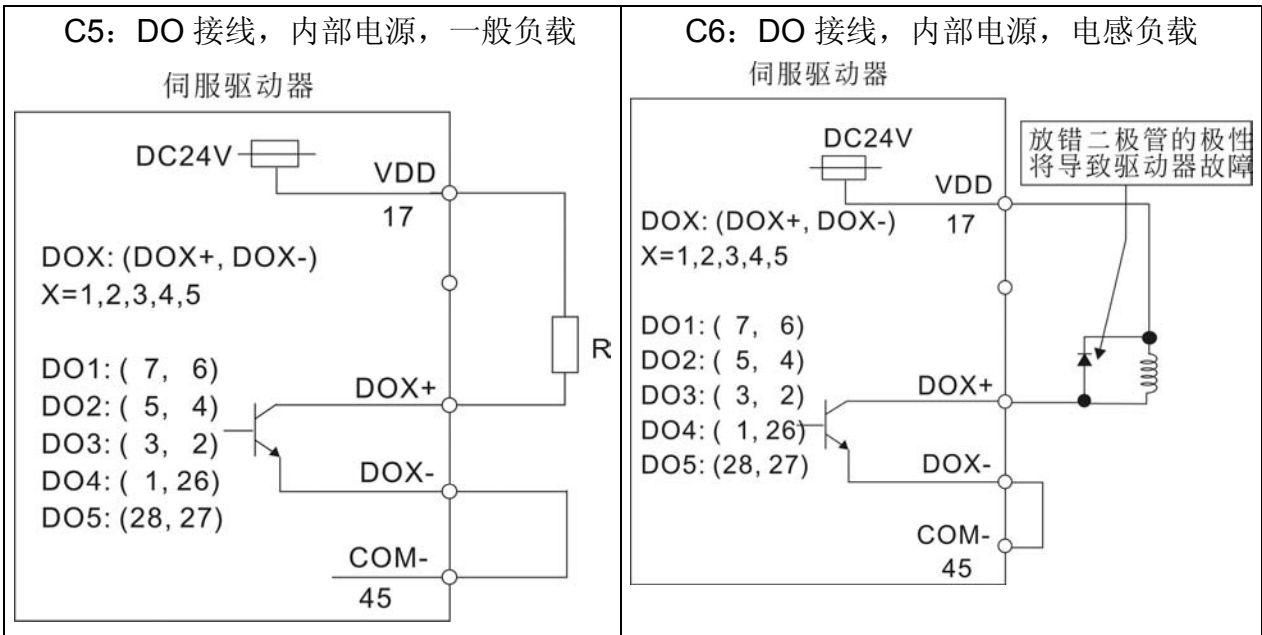 C5：DO 接线，内部电源，一般负载
伺服驱动器
DC24V
VDD
17
DOX: (DOX+, DOX-)
X=1,2,3,4,5
R
DO1: ( 7, 6)
DOX+
DO2: ( 5, 4)
DO3: ( 3, 2)
DOX-
DO4: ( 1, 26)
DO5: (28, 27)
COM-
45
C6：DO 接线，内部电源，电感负载
伺服驱动器
DC24V
放错二极管的极性
将导致驱动器故障
VDD
17
DOX: (DOX+, DOX-)
X=1,2,3,4,5
DO1: ( 7, 6)
DO2: ( 5, 4)
DOX+
DO3: ( 3, 2)
DO4: ( 1, 26)
DO5: (28, 27)
DOX-
COM-
45